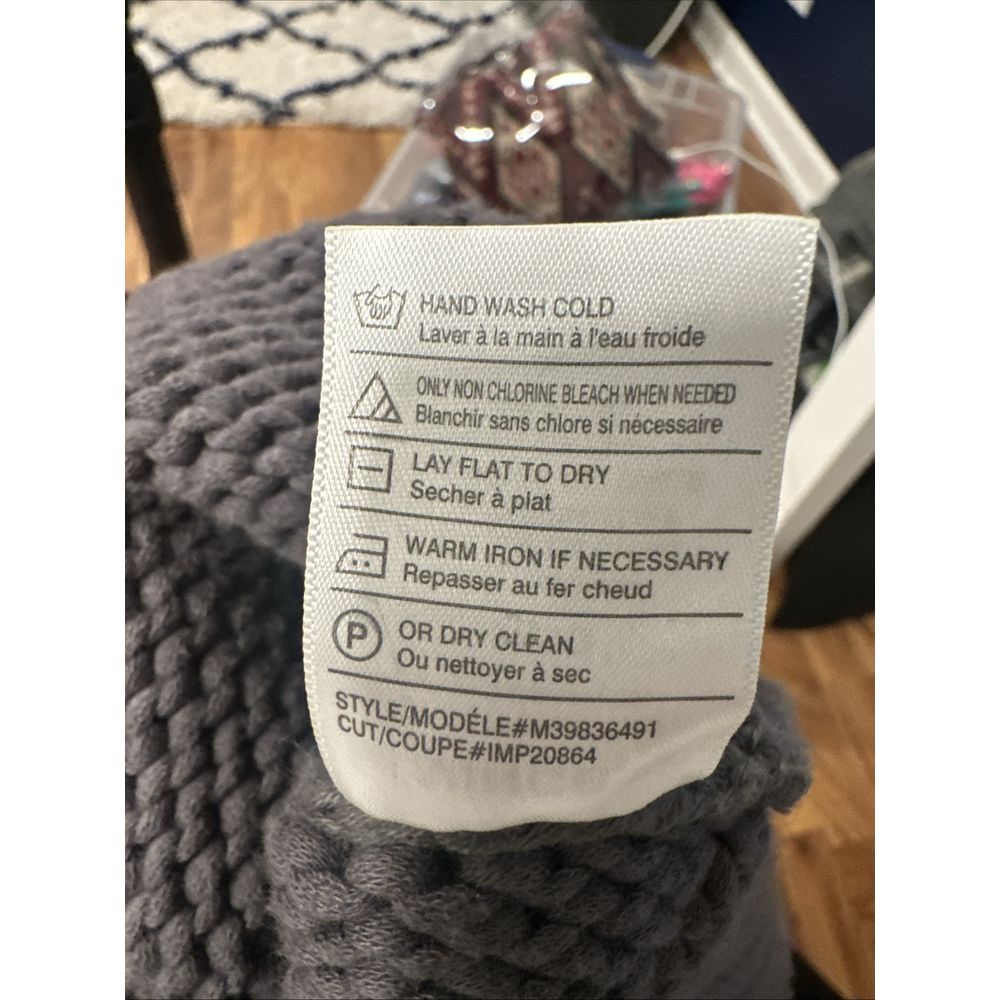 HAND WASH COLD
Laver à la main à l'eau froide
ONLY NON CHLORINE BLEACH WHEN NEEDED
Blanchir sans chlore si nécessaire
LAY FLAT TO DRY
Secher à plat
WARM IRON IF NECESSARY
Repasser au fer cheud
P OR DRY CLEAN
Ou nettoyer à sec
STYLE/MODÉLE#M39836491
CUT/COUPE#IMP20864